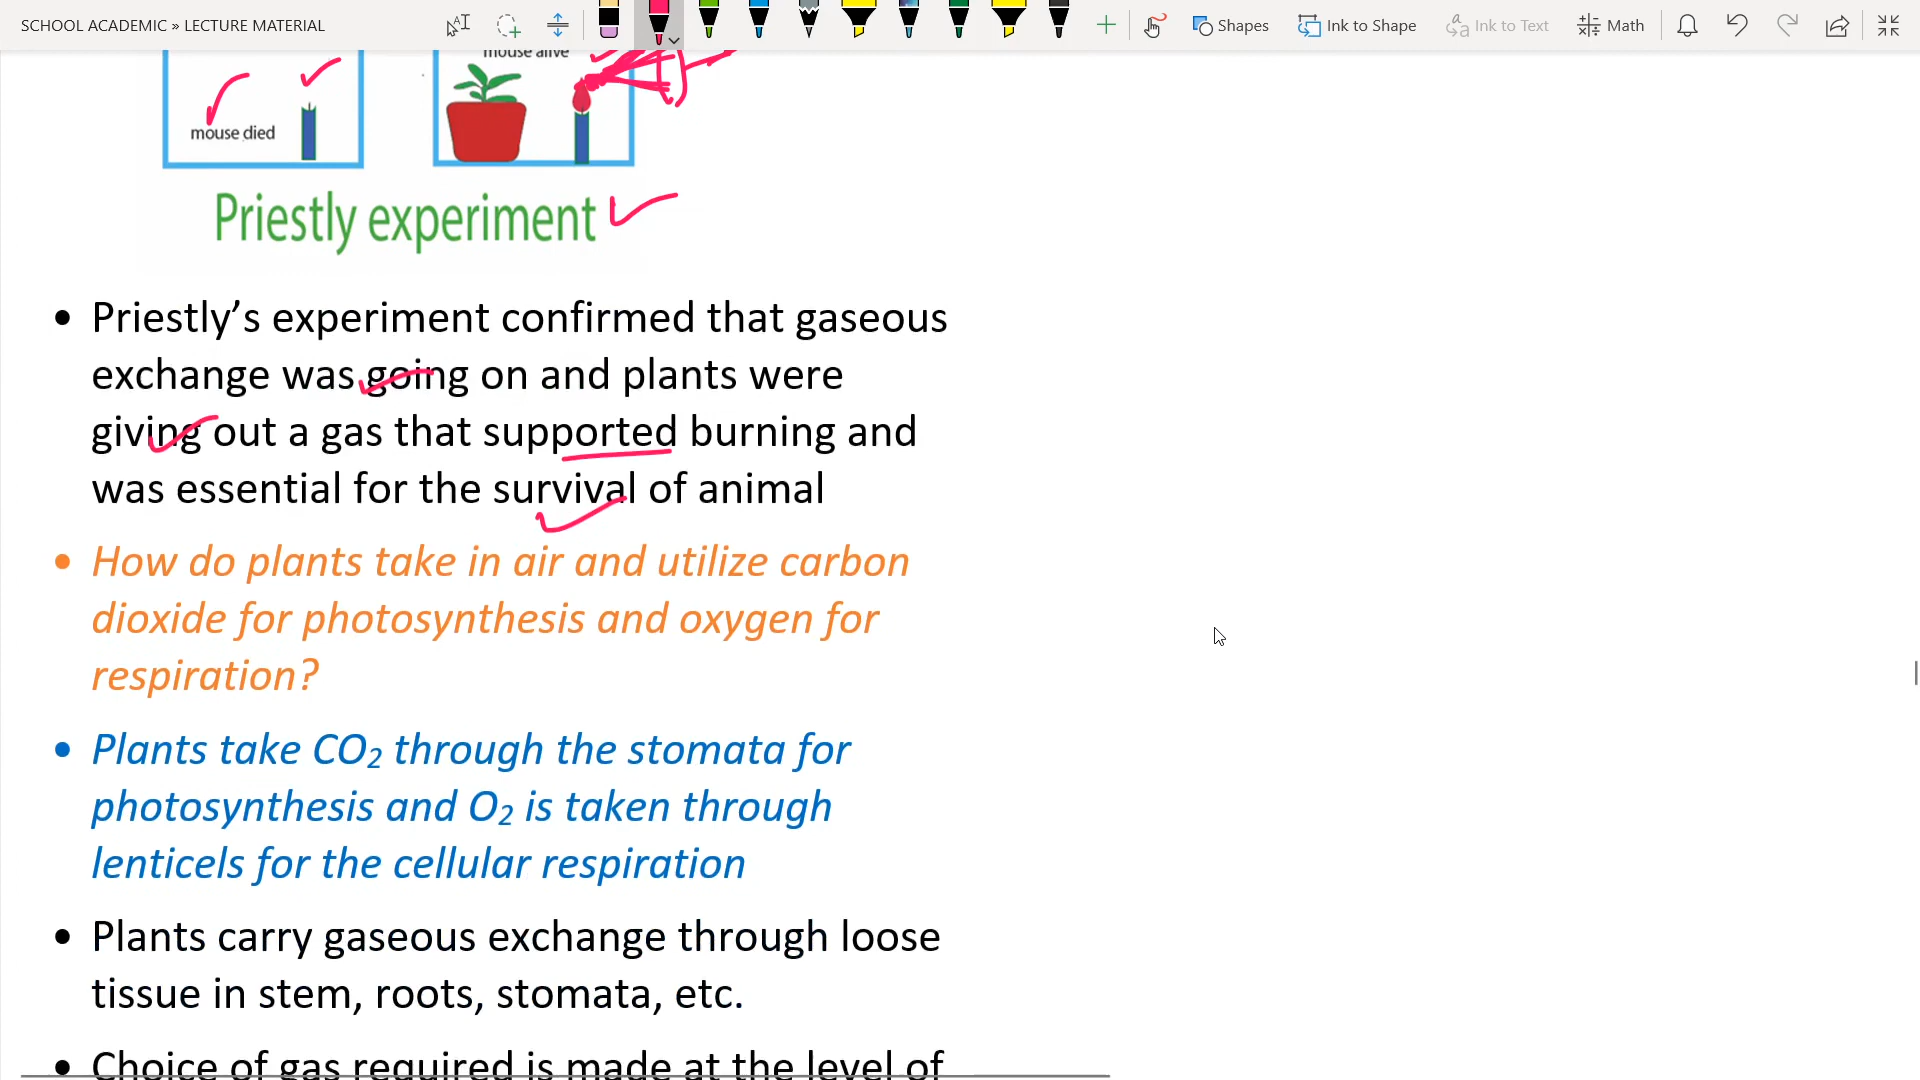 SCHOOL ACADEMIC » LECTURE MATERIAL
Shapes
Ink to Shape
Ink to Text
Math
mouse died
mouse alive
Priestly experiment
• Priestly’s experiment confirmed that gaseous
exchange was going on and plants were
giving out a gas that supported burning and
was essential for the survival of animal
• How do plants take in air and utilize carbon
dioxide for photosynthesis and oxygen for
respiration?
• Plants take CO₂ through the stomata for
photosynthesis and O₂ is taken through
lenticels for the cellular respiration
• Plants carry gaseous exchange through loose
tissue in stem, roots, stomata, etc.
• Choice of gas required is made at the level of